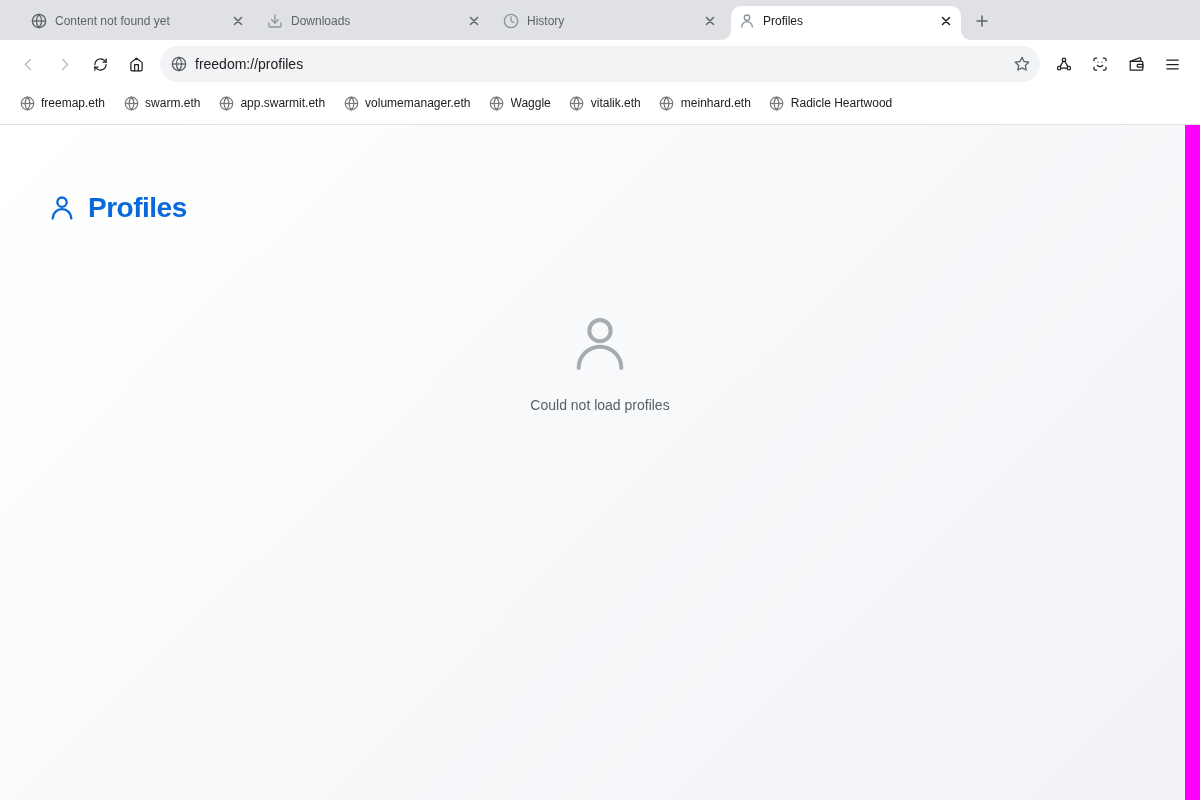 Content not found yet
Downloads
History
Profiles
freedom://profiles
freemap.eth
swarm.eth
app.swarmit.eth
volumemanager.eth
Waggle
vitalik.eth
meinhard.eth
Radicle Heartwood
Profiles
Could not load profiles